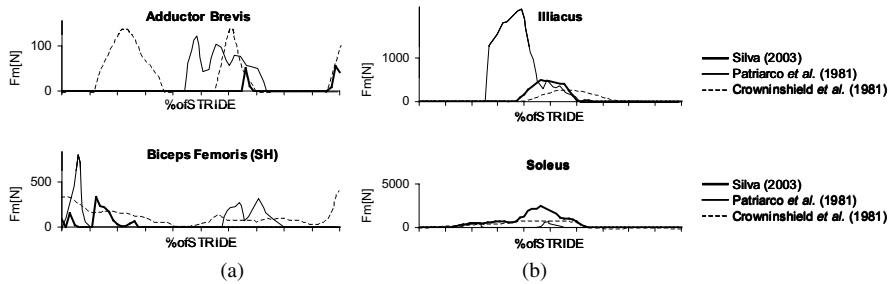 Adductor Brevis
100
0
Fm[N]
%ofSTRIDE
Illiacus
1000
0
Fm[N]
%ofSTRIDE
Silva (2003)
Patriarco et al. (1981)
Crowninshield et al. (1981)
Biceps Femoris (SH)
500
0
Fm[N]
%ofSTRIDE
Soleus
5000
0
Fm[N]
%ofSTRIDE
Silva (2003)
Patriarco et al. (1981)
Crowninshield et al. (1981)
(a)
(b)